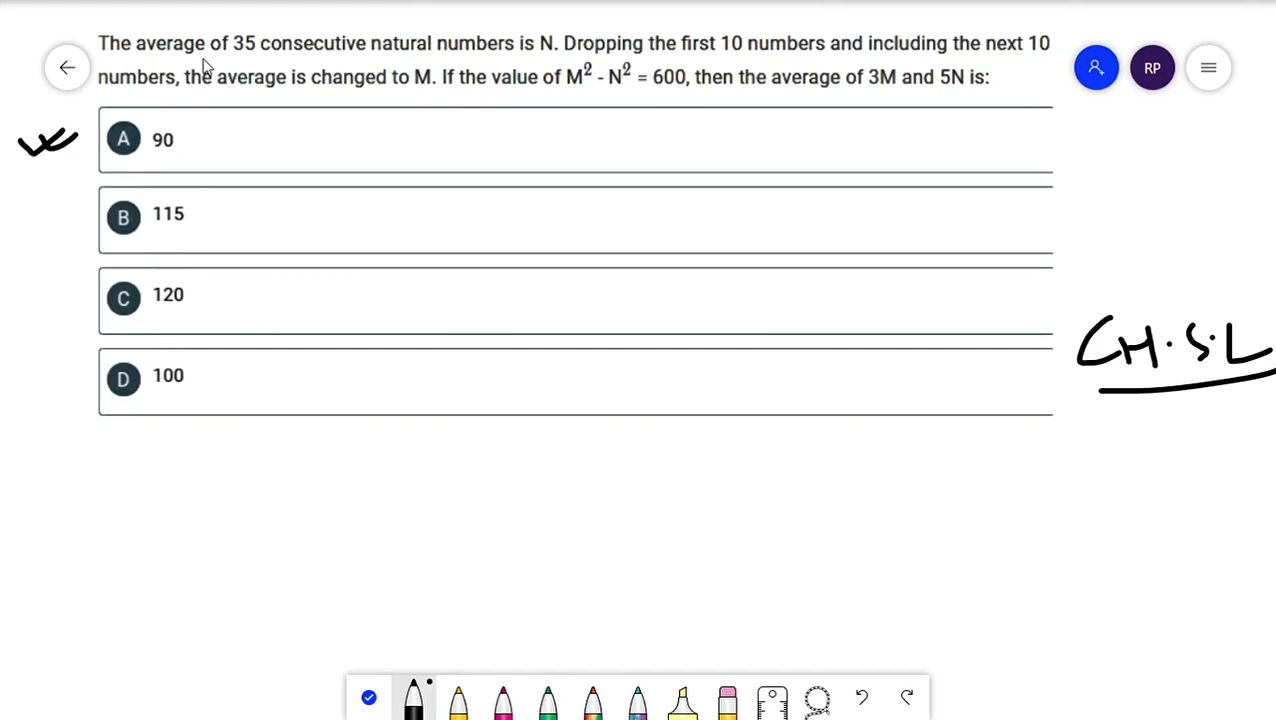 The average of 35 consecutive natural numbers is N. Dropping the first 10 numbers and including the next 10
numbers, the average is changed to M. If the value of M² - N² = 600, then the average of 3M and 5N is:
RP
A 90
B 115
C 120
CH.S.L
D 100